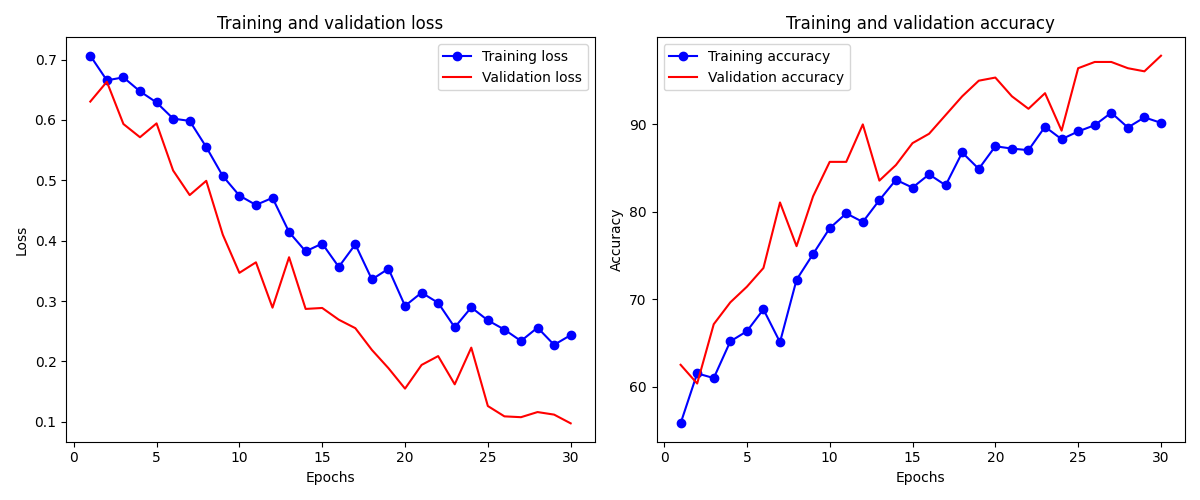 Training and validation loss
Training loss
Validation loss
0.7
0.6
0.5
0.4
0.3
0.2
0.1
Loss
0 5 10 15 20 25 30
Epochs
Training and validation accuracy
Training accuracy
Validation accuracy
90
80
70
60
Accuracy
0 5 10 15 20 25 30
Epochs